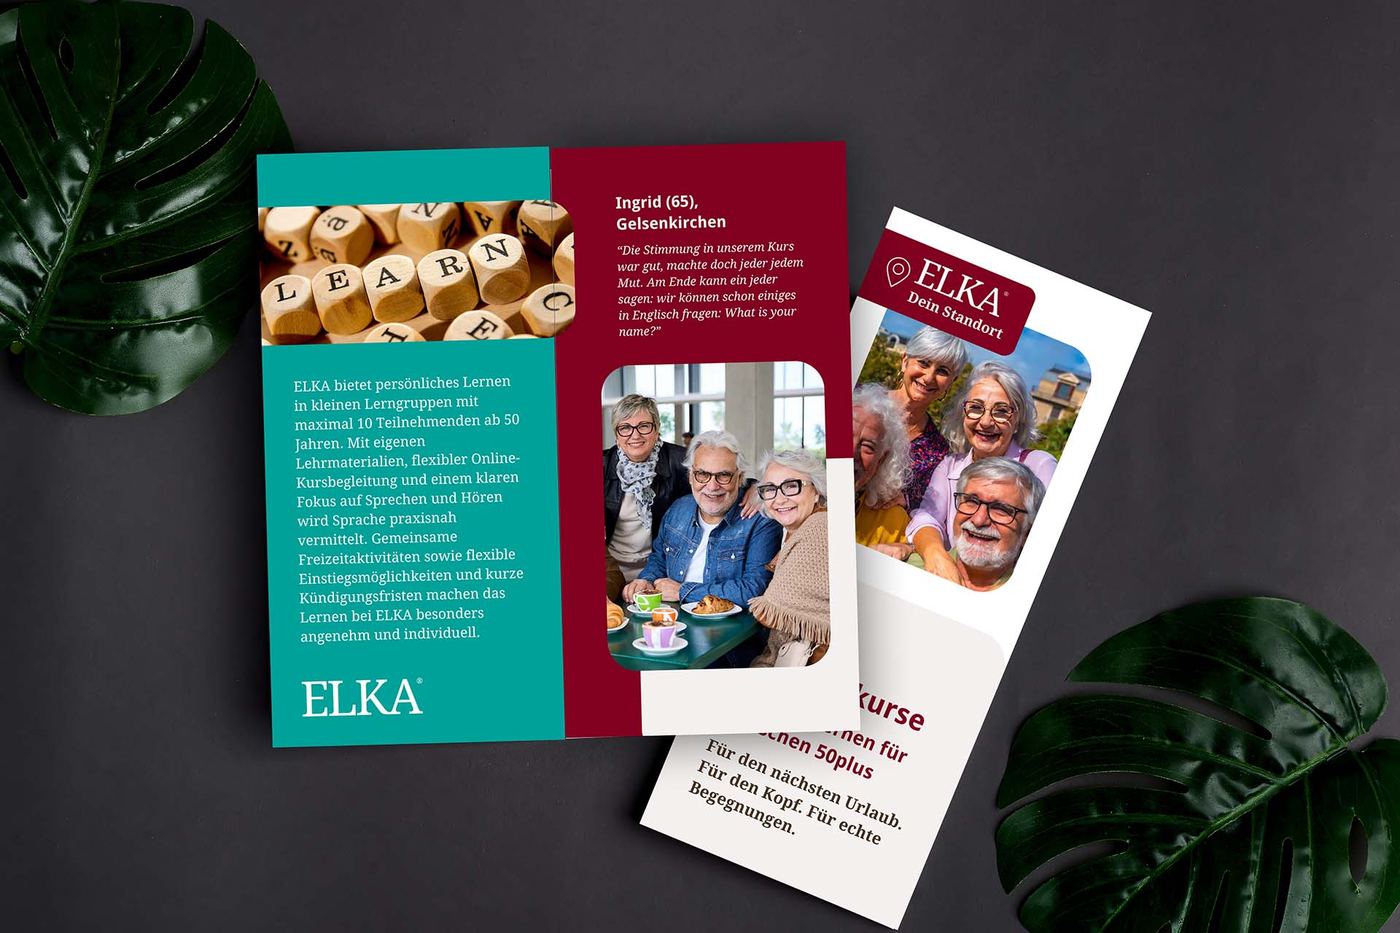 LEARN
ELKA bietet persönliches Lernen
in kleinen Lerngruppen mit
maximal 10 Teilnehmenden ab 50
Jahren. Mit eigenen
Lehrmaterialien, flexibler Online-
Kursbegleitung und einem klaren
Fokus auf Sprechen und Hören
wird Sprache praxisnah
vermittelt. Gemeinsame
Freizeitaktivitäten sowie flexible
Einstiegsmöglichkeiten und kurze
Kündigungsfristen machen das
Lernen bei ELKA besonders
angenehm und individuell.
ELKA®
Ingrid (65),
Gelsenkirchen
“Die Stimmung in unserem Kurs
war gut, machte doch jeder jedem
Mut. Am Ende kann ein jeder
sagen: wir können schon einiges
in Englisch fragen: What is your
name?”
ELKA®
Dein Standort
kurse
rnen für
schen 50plus
Für den nächsten Urlaub.
Für den Kopf. Für echte
Begegnungen.